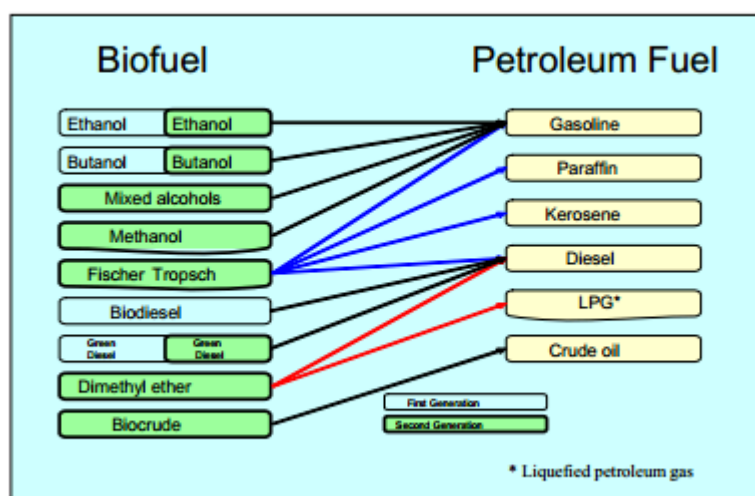 Biofuel Petroleum Fuel
Ethanol Ethanol Gasoline
Butanol Butanol Paraffin
Mixed alcohols
Kerosene
Methanol
Diesel
Fischer Tropsch
LPG*
Biodiesel
Green Diesel Green Diesel
Crude oil
Dimethyl ether
First Generation
Biocrude
Second Generation
* Liquefied petroleum gas